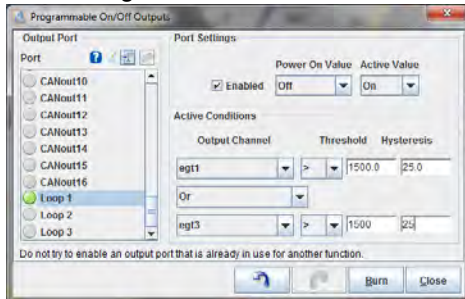 Programmable On/Off Outputs
Output Port
Port
CANout10
CANout11
CANout12
CANout13
CANout14
CANout15
CANout16
Loop 1
Loop 2
Loop 3
Port Settings
Power On Value Active Value
Enabled Off On
Active Conditions
Output Channel Threshold Hysteresis
egt1 > 1500.0 25.0
Or
egt3 > 1500 25
Do not try to enable an output port that is already in use for another function.
Burn Close